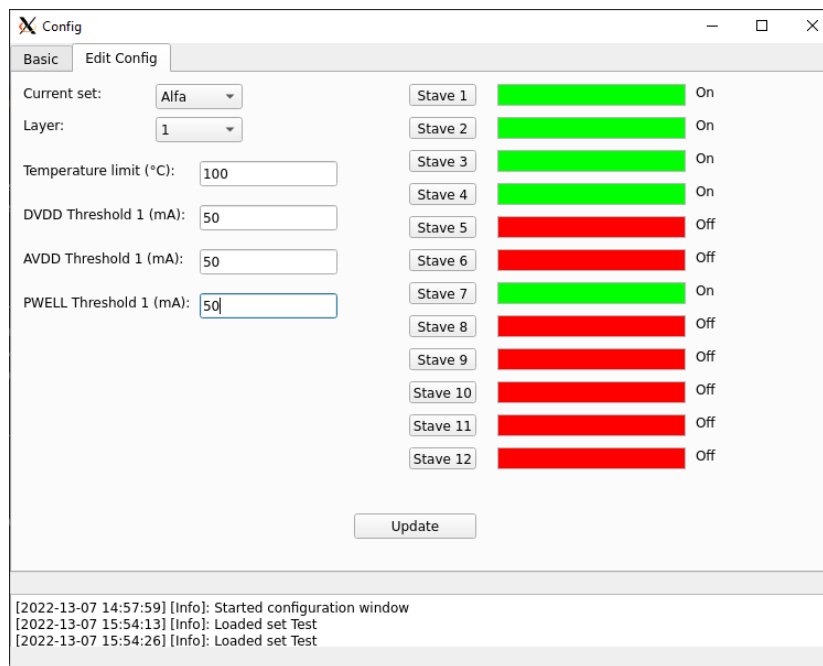 Config
Basic
Edit Config
Current set:
Alfa
Layer:
1
Temperature limit (°C):
100
DVDD Threshold 1 (mA):
50
AVDD Threshold 1 (mA):
50
PWELL Threshold 1 (mA):
50
Stave 1 On
Stave 2 On
Stave 3 On
Stave 4 On
Stave 5 Off
Stave 6 Off
Stave 7 On
Stave 8 Off
Stave 9 Off
Stave 10 Off
Stave 11 Off
Stave 12 Off
Update
[2022-13-07 14:57:59] [Info]: Started configuration window
[2022-13-07 15:54:13] [Info]: Loaded set Test
[2022-13-07 15:54:26] [Info]: Loaded set Test